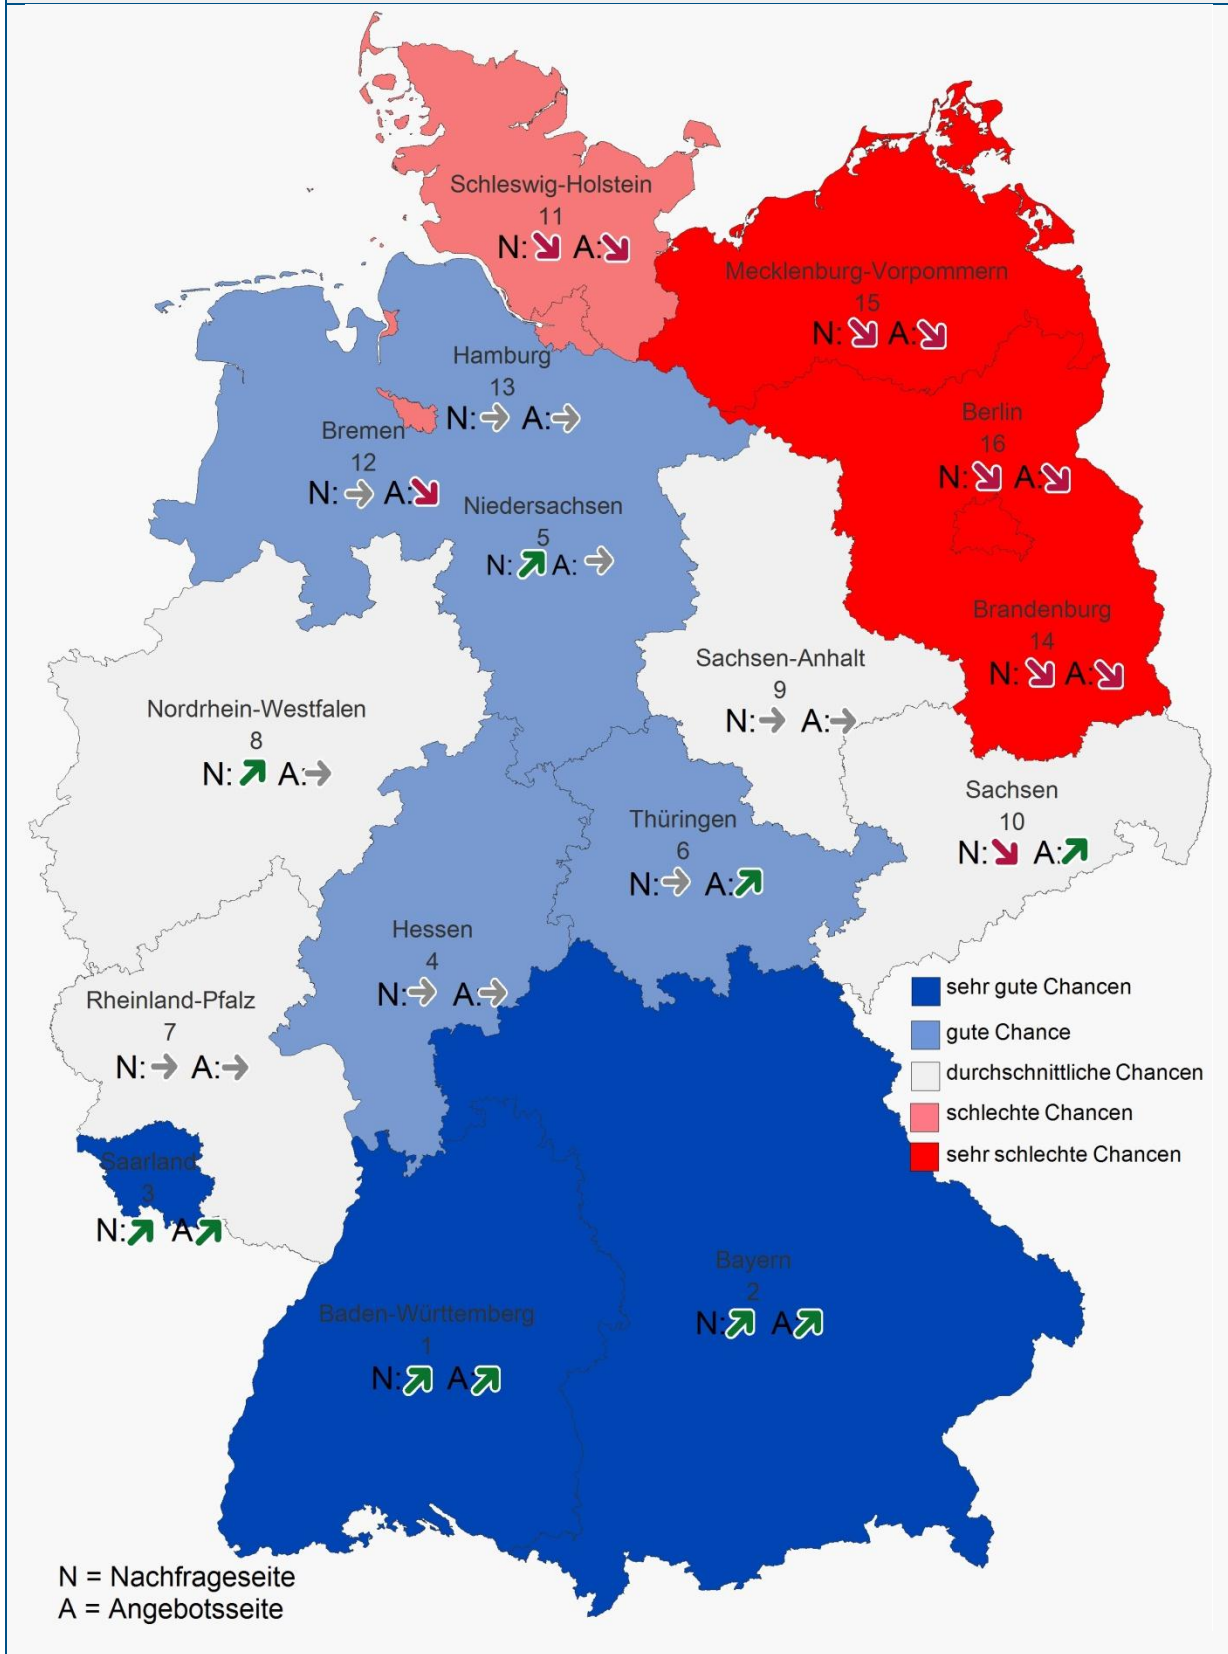 Schleswig-Holstein
11
N: A:
Mecklenburg-Vorpommern
15
N: A:
Hamburg
13
N: A:
Bremen
12
N: A:
Berlin
16
N: A:
Niedersachsen
5
N: A:
Brandenburg
14
N: A:
Sachsen-Anhalt
9
N: A:
Nordrhein-Westfalen
8
N: A:
Sachsen
10
N: A:
Thüringen
6
N: A:
Hessen
4
N: A:
Rheinland-Pfalz
7
N: A:
sehr gute Chancen
gute Chance
durchschnittliche Chancen
schlechte Chancen
sehr schlechte Chancen
Saarland
3
N: A:
Bayern
2
N: A:
Baden-Württemberg
1
N: A:
N = Nachfrageseite
A = Angebotsseite